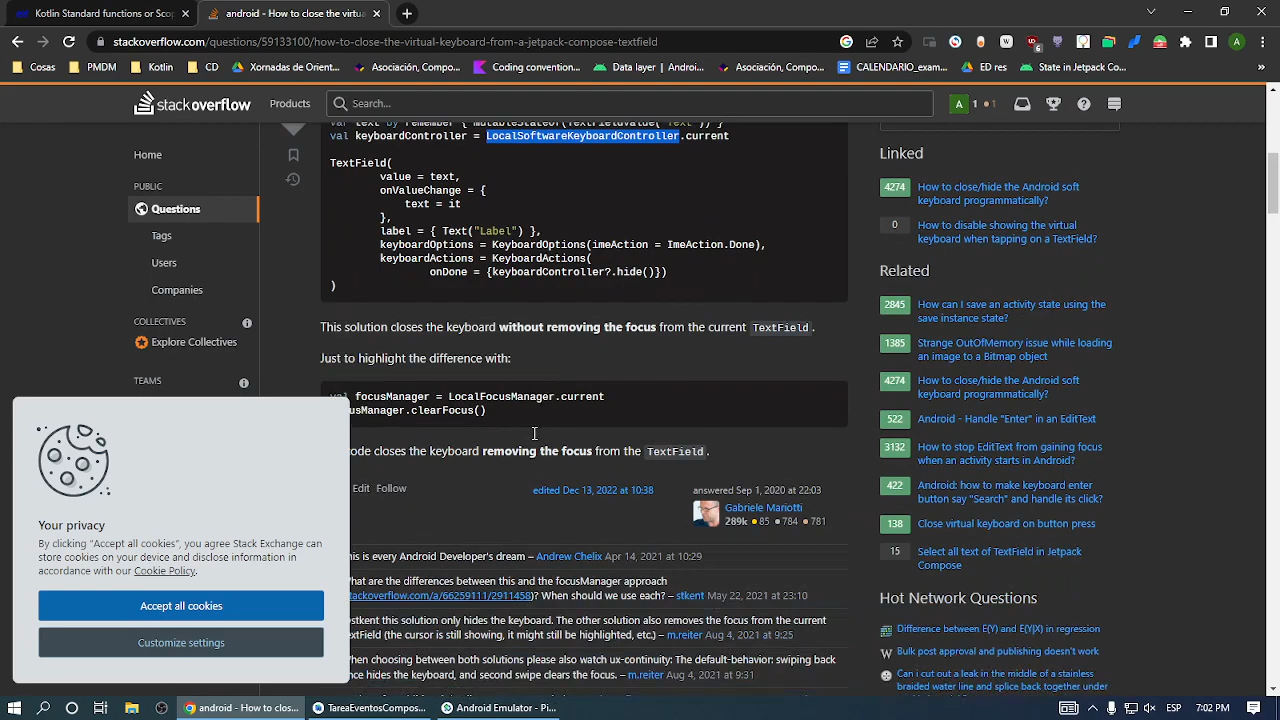 Kotlin Standard functions or Scop
android - How to close the virtua
stackoverflow.com/questions/59133100/how-to-close-the-virtual-keyboard-from-a-jetpack-compose-textfield
Cosas
PMDM
Kotlin
CD
Xornadas de Orient...
Asociación, Compo...
Coding convention...
Data layer | Androi...
Asociación, Compo...
CALENDARIO_exam...
ED res
State in Jetpack Co...
stackoverflow
Products
Search...
A 1 • 1
Home
PUBLIC
Questions
Tags
Users
Companies
COLLECTIVES
Explore Collectives
TEAMS
val text by remember { mutableStateOf(TextFieldValue("Text")) }
val keyboardController = LocalSoftwareKeyboardController.current
TextField(
value = text,
onValueChange = {
text = it
},
label = { Text("Label") },
keyboardOptions = KeyboardOptions(imeAction = ImeAction.Done),
keyboardActions = KeyboardActions(
onDone = {keyboardController?.hide()})
)
This solution closes the keyboard without removing the focus from the current TextField.
Just to highlight the difference with:
val focusManager = LocalFocusManager.current
usManager.clearFocus()
ode closes the keyboard removing the focus from the TextField.
Edit Follow
edited Dec 13, 2022 at 10:38
answered Sep 1, 2020 at 22:03
Gabriele Mariotti
289k 85 784 781
is is every Android Developer's dream – Andrew Chelix Apr 14, 2021 at 10:29
hat are the differences between this and the focusManager approach
ackoverflow.com/a/66259111/2911458)? When should we use each? – stkent May 22, 2021 at 23:10
stkent this solution only hides the keyboard. The other solution also removes the focus from the current
xtField (the cursor is still showing, it might still be highlighted, etc.) – m.reiter Aug 4, 2021 at 9:25
hen choosing between both solutions please also watch ux-continuity: The default-behavior: swiping back
ce hides the keyboard, and second swipe clears the focus. – m.reiter Aug 4, 2021 at 9:31
Linked
4274 How to close/hide the Android soft
keyboard programmatically?
0 How to disable showing the virtual
keyboard when tapping on a TextField?
Related
2845 How can I save an activity state using the
save instance state?
1385 Strange OutOfMemory issue while loading
an image to a Bitmap object
4274 How to close/hide the Android soft
keyboard programmatically?
522 Android - Handle "Enter" in an EditText
3132 How to stop EditText from gaining focus
when an activity starts in Android?
422 Android: how to make keyboard enter
button say "Search" and handle its click?
138 Close virtual keyboard on button press
15 Select all text of TextField in Jetpack
Compose
Hot Network Questions
Difference between E(Y) and E(Y|X) in regression
Bulk post approval and publishing doesn't work
Can i cut out a leak in the middle of a stainless
braided water line and splice back together under
Your privacy
By clicking "Accept all cookies", you agree Stack Exchange can
store cookies on your device and disclose information in
accordance with our Cookie Policy.
Accept all cookies
Customize settings
android - How to clos...
TareaEventosCompos...
Android Emulator - Pi...
ESP
7:02 PM